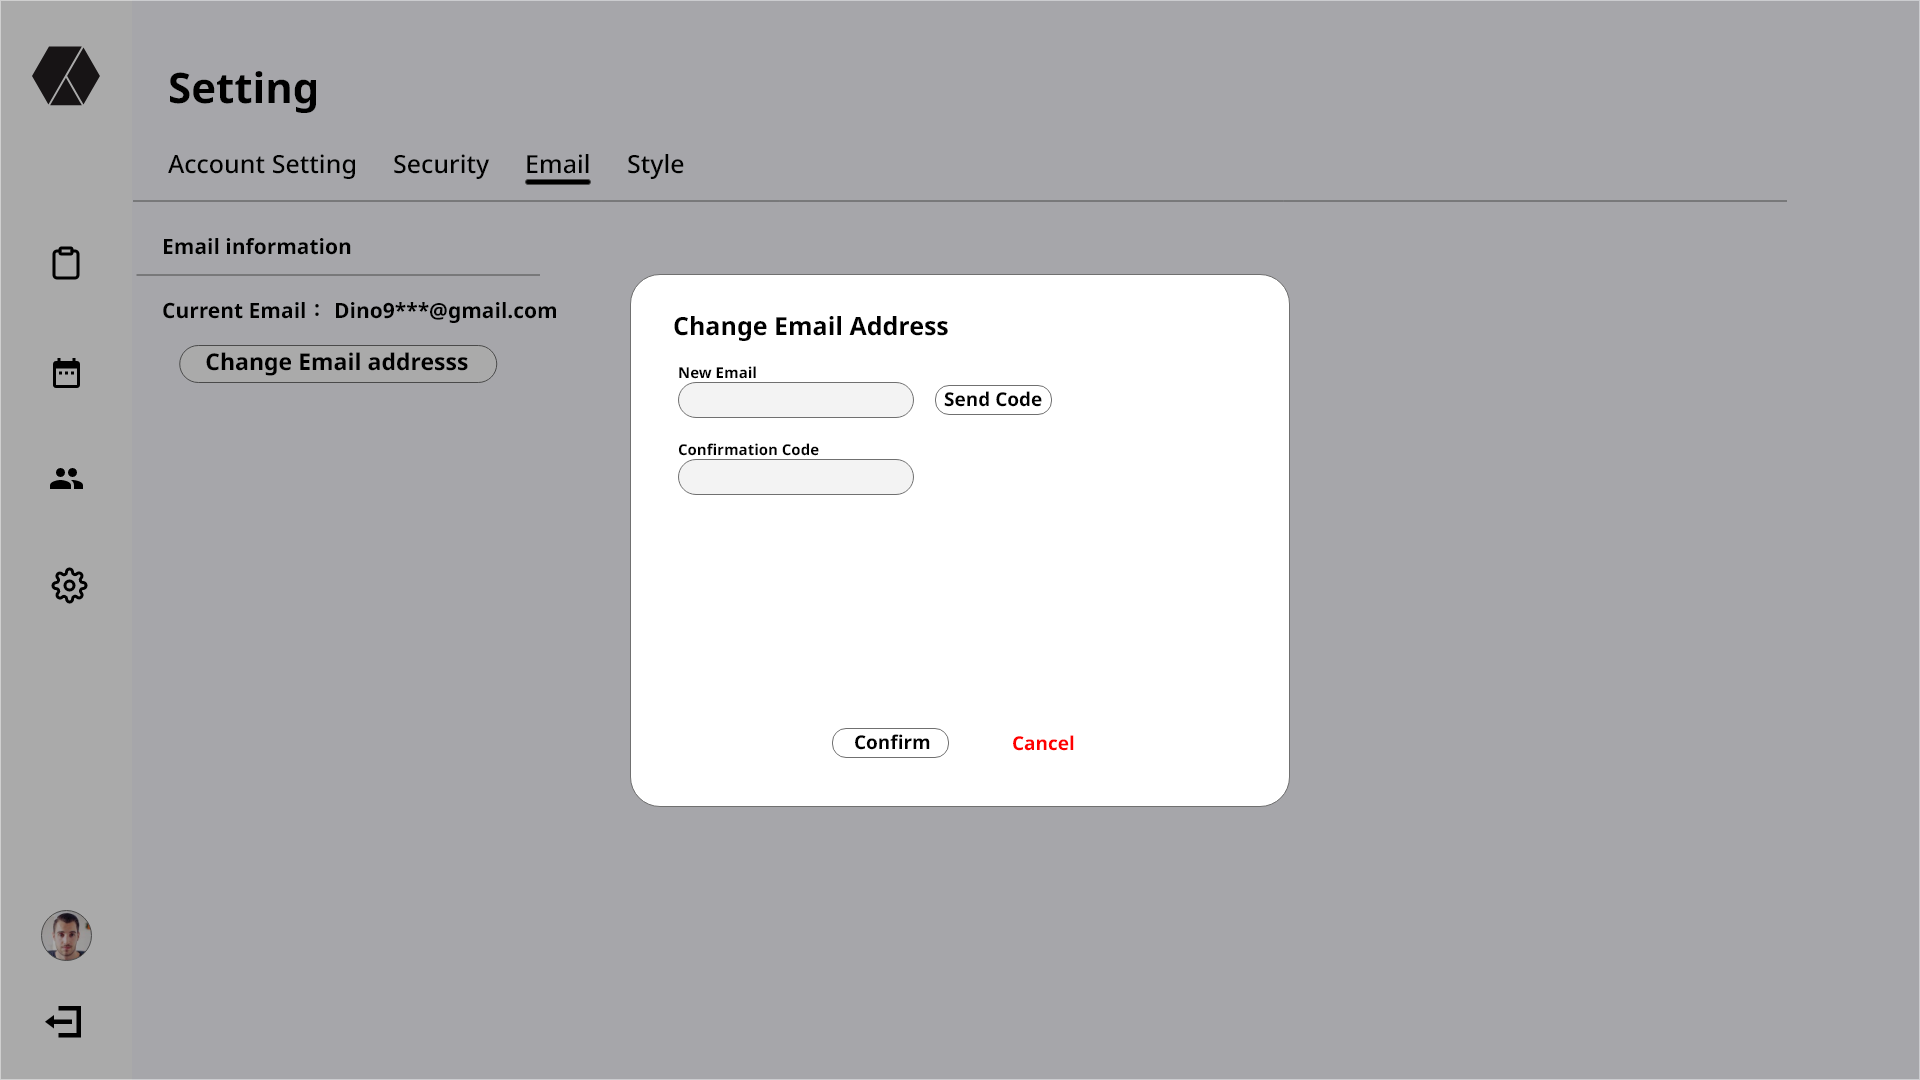 Setting
Account Setting Security Email Style
Email information
Current Email： Dino9***@gmail.com
Change Email addresss
Change Email Address
New Email
Send Code
Confirmation Code
Confirm Cancel